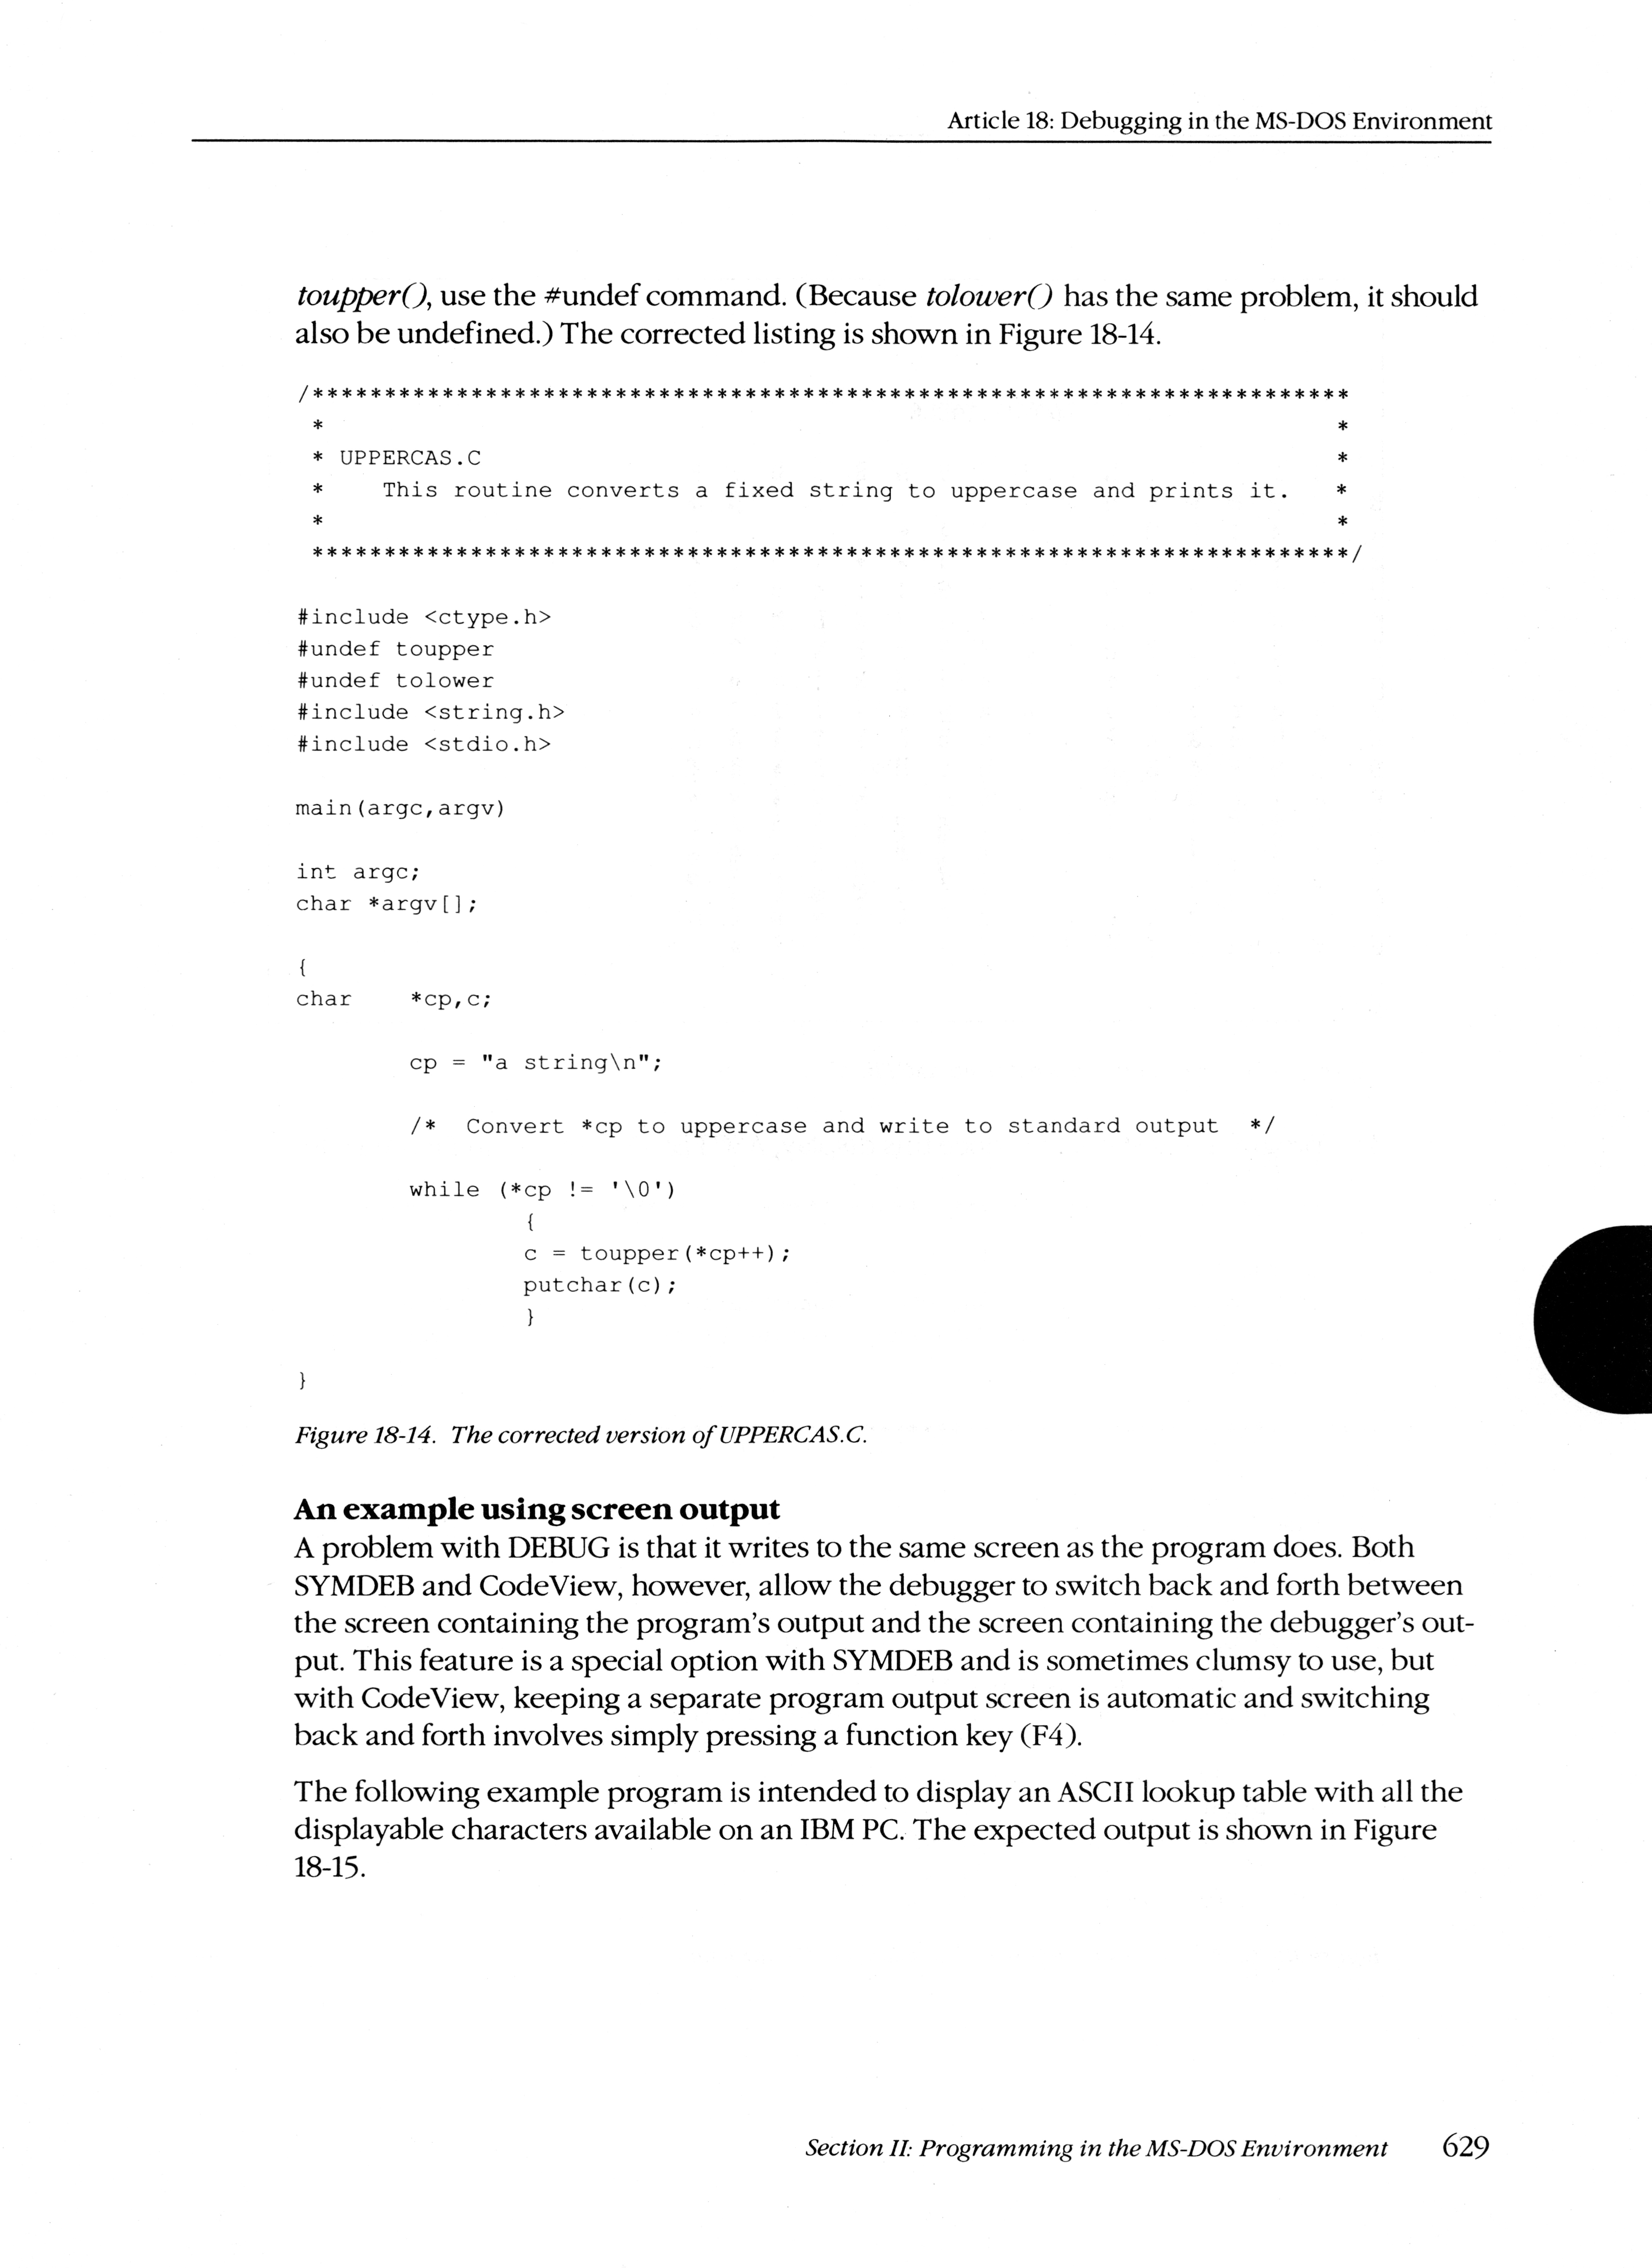 Article 18: Debugging in the MS-DOS Environment
toupper(), use the #undef command. (Because tolower() has the same problem, it should
also be undefined.) The corrected listing is shown in Figure 18-14.
/************************************************************************
 *                                                                       *
 * UPPERCAS.C                                                            *
 *    This routine converts a fixed string to uppercase and prints it.   *
 *                                                                       *
 ************************************************************************/
#include <ctype.h>
#undef toupper
#undef tolower
#include <string.h>
#include <stdio.h>
main(argc,argv)
int argc;
char *argv[];
{
char    *cp,c;
        cp = "a string\n";
        /*  Convert *cp to uppercase and write to standard output  */
        while (*cp != '\0')
                {
                c = toupper(*cp++);
                putchar(c);
                }
}
Figure 18-14. The corrected version of UPPERCAS.C.
An example using screen output
A problem with DEBUG is that it writes to the same screen as the program does. Both
SYMDEB and CodeView, however, allow the debugger to switch back and forth between
the screen containing the program's output and the screen containing the debugger's out-
put. This feature is a special option with SYMDEB and is sometimes clumsy to use, but
with CodeView, keeping a separate program output screen is automatic and switching
back and forth involves simply pressing a function key (F4).
The following example program is intended to display an ASCII lookup table with all the
displayable characters available on an IBM PC. The expected output is shown in Figure
18-15.
Section II: Programming in the MS-DOS Environment 629